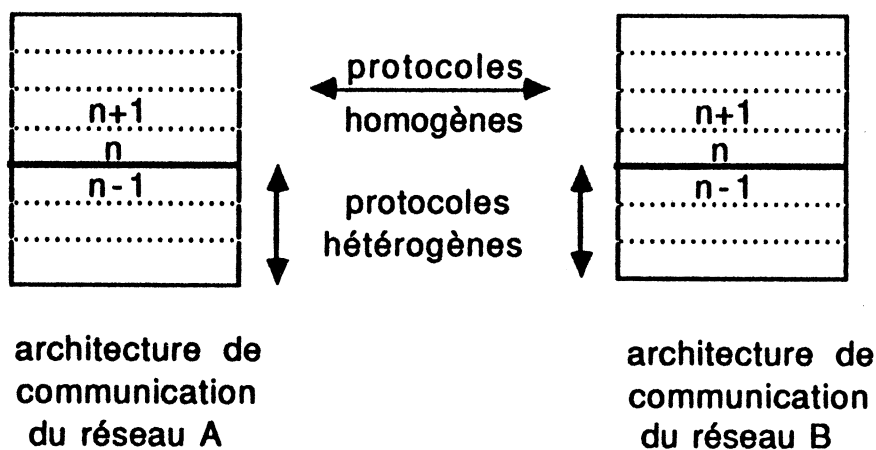 n+1
n
n-1
protocoles
homogènes
protocoles
hétérogènes
n+1
n
n-1
architecture de
communication
du réseau A
architecture de
communication
du réseau B